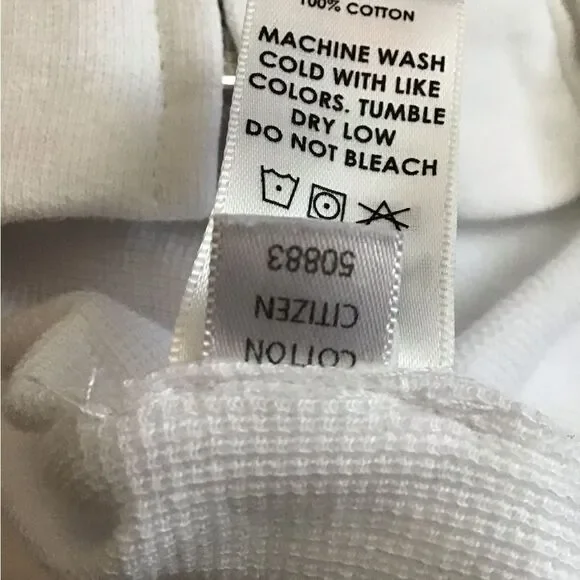 100% COTTON
MACHINE WASH
COLD WITH LIKE
COLORS. TUMBLE
DRY LOW
DO NOT BLEACH
COTTON
CITIZEN
50883